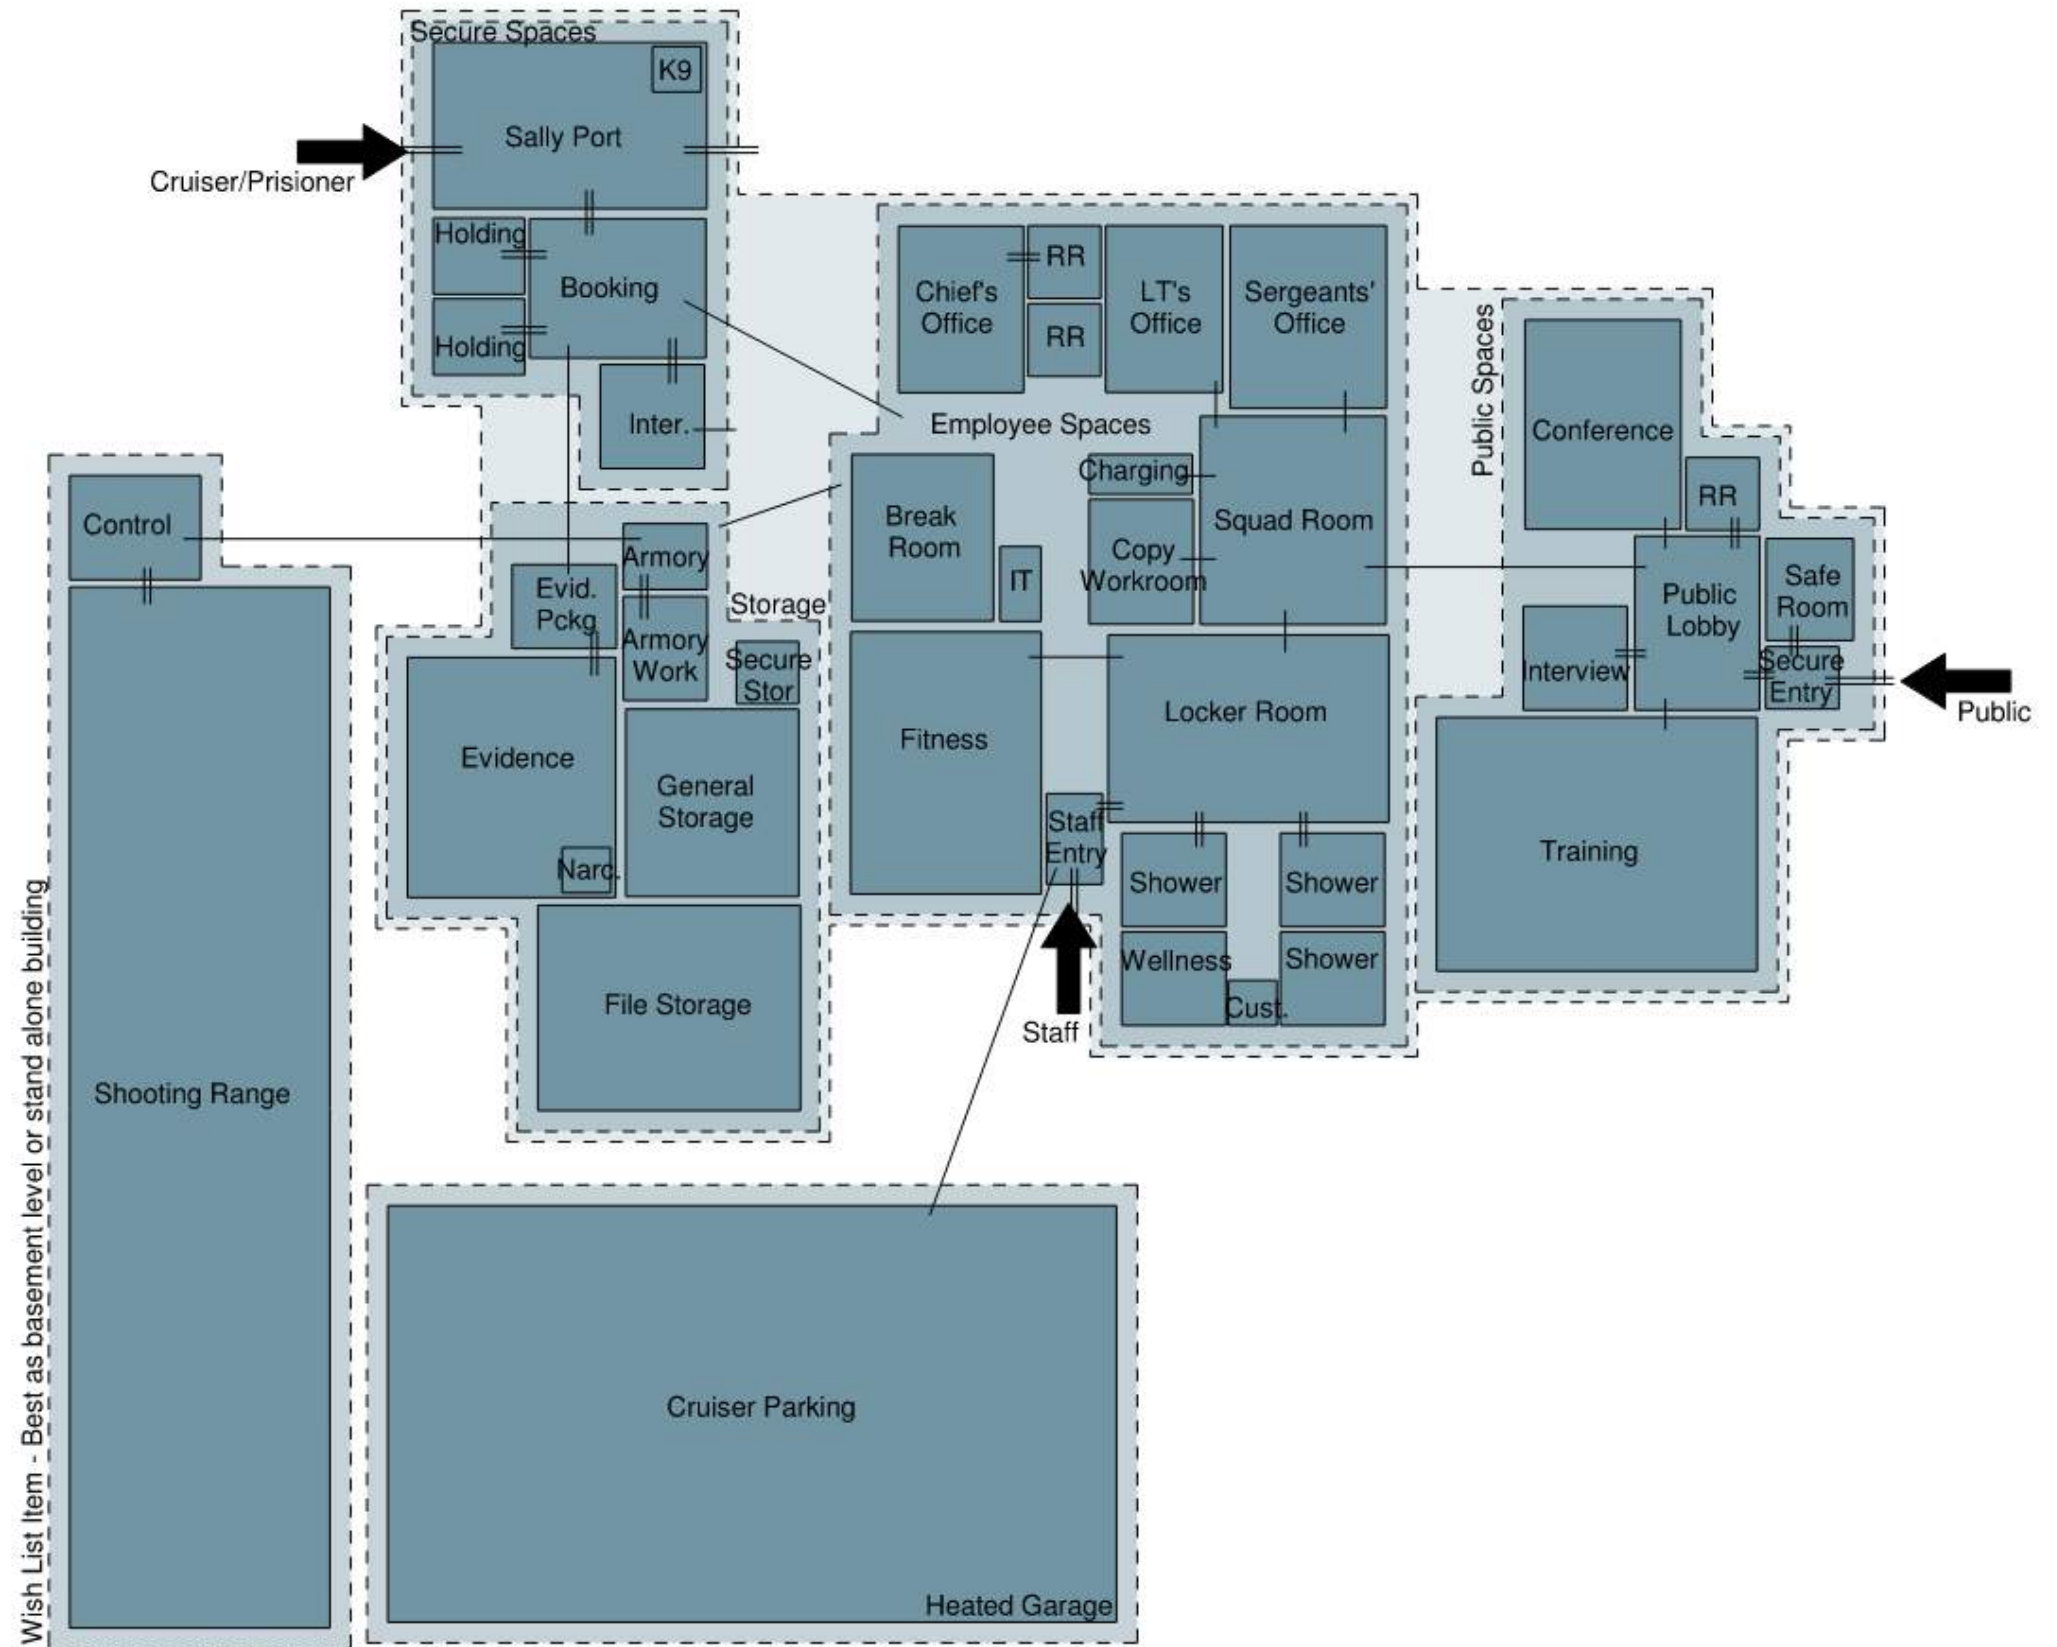 Secure Spaces
K9
Sally Port
Cruiser/Prisioner
Holding
Booking
Holding
Inter.
Chief's
Office
RR
RR
LT's
Office
Sergeants'
Office
Employee Spaces
Charging
Break
Room
IT
Copy
Workroom
Squad Room
Fitness
Locker Room
Staff
Entry
Shower
Shower
Wellness
Shower
Cust.
Staff
Public Spaces
Conference
RR
Public
Lobby
Safe
Room
Interview
Secure
Entry
Public
Training
Control
Shooting Range
Wish List Item - Best as basement level or stand alone building
Storage
Armory
Evid.
Pckg
Armory
Work
Secure
Stor
Evidence
Narc.
General
Storage
File Storage
Cruiser Parking
Heated Garage